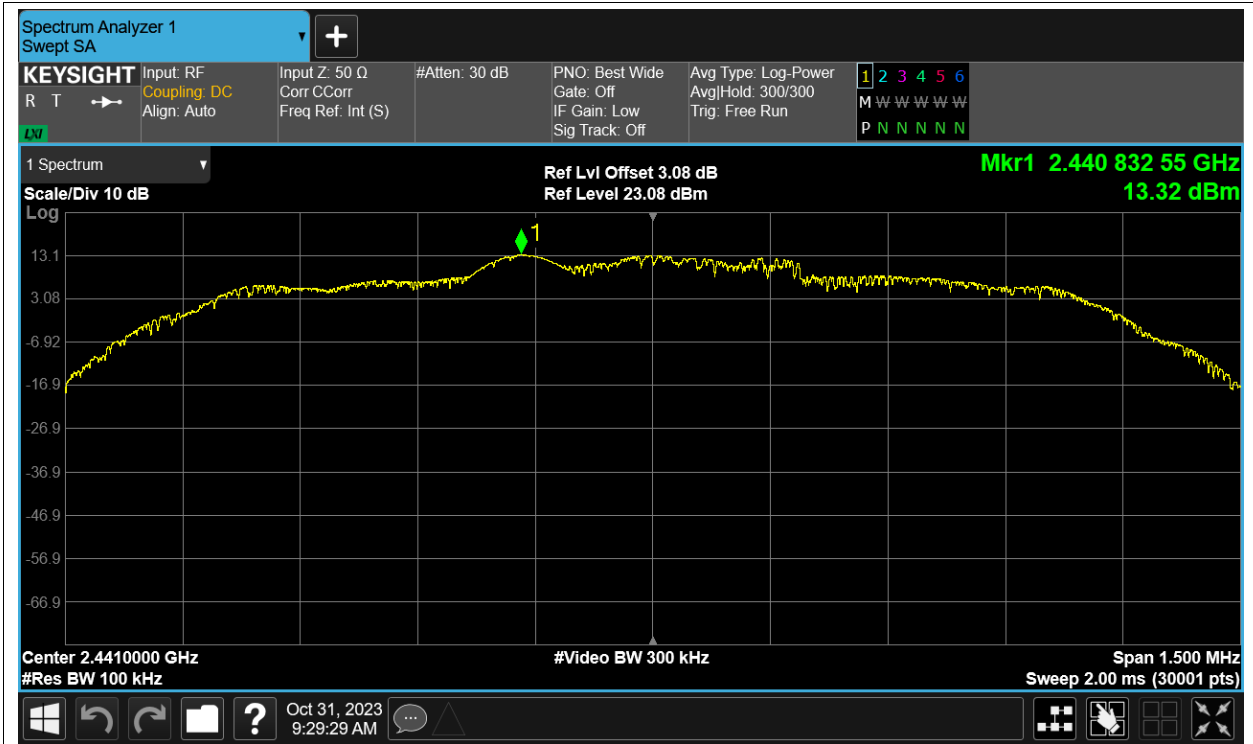 Spectrum Analyzer 1
Swept SA
KEYSIGHT
R T
LXI
Input: RF
Coupling: DC
Align: Auto
Input Z: 50 Ω
Corr CCorr
Freq Ref: Int (S)
#Atten: 30 dB
PNO: Best Wide
Gate: Off
IF Gain: Low
Sig Track: Off
Avg Type: Log-Power
Avg|Hold: 300/300
Trig: Free Run
1 2 3 4 5 6
M W W W W W
P N N N N N
1 Spectrum
Scale/Div 10 dB
Log
Ref Lvl Offset 3.08 dB
Ref Level 23.08 dBm
Mkr1 2.440 832 55 GHz
13.32 dBm
1
13.1
3.08
-6.92
-16.9
-26.9
-36.9
-46.9
-56.9
-66.9
Center 2.4410000 GHz
#Res BW 100 kHz
#Video BW 300 kHz
Span 1.500 MHz
Sweep 2.00 ms (30001 pts)
?
Oct 31, 2023
9:29:29 AM